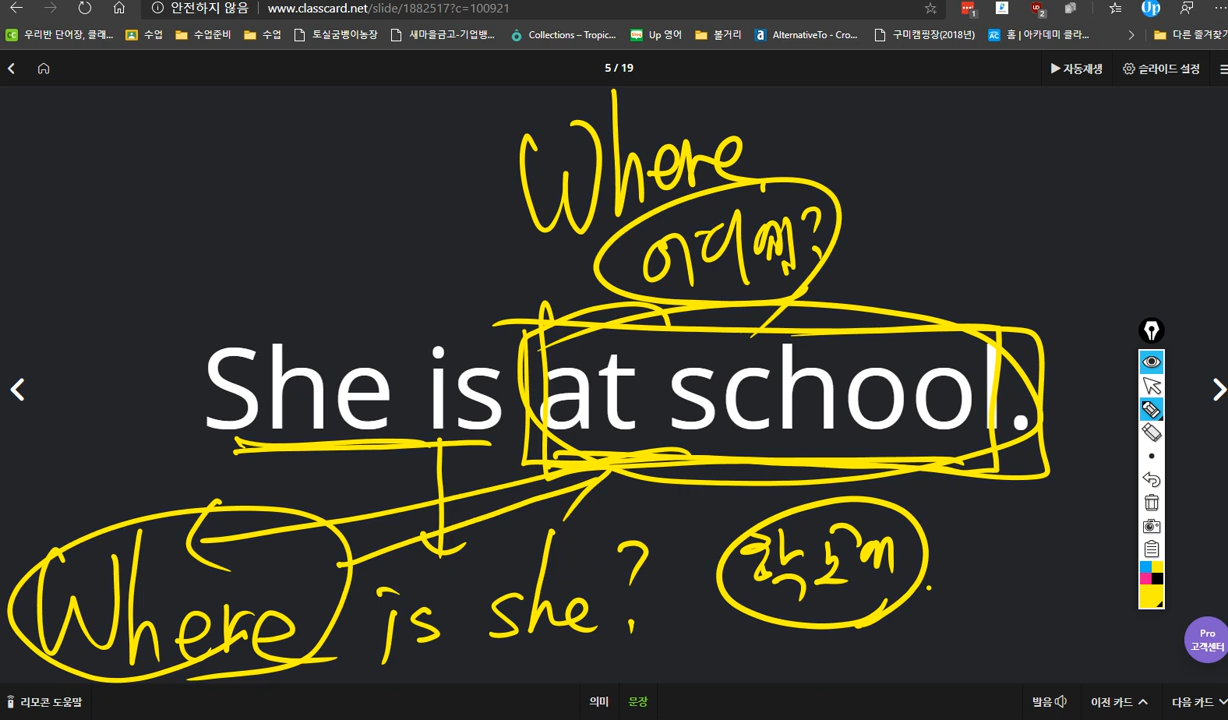 안전하지 않음 www.classcard.net/slide/1882517?c=100921
우리반 단어장, 클래... 수업 수업준비 수업 토실궁뱅이농장 새마을금고-기업뱅... Collections – Tropic... Up 영어 볼거리 AlternativeTo - Cro... 구미캠핑장(2018년) 홈 | 아카데미 클라... 다른 즐겨찾기
5 / 19 자동재생 슬라이드 설정
Where
어디에?
She is at school.
Where is she?
학교에
Pro
고객센터
리모콘 도움말 의미 문장 발음 이전 카드 다음 카드